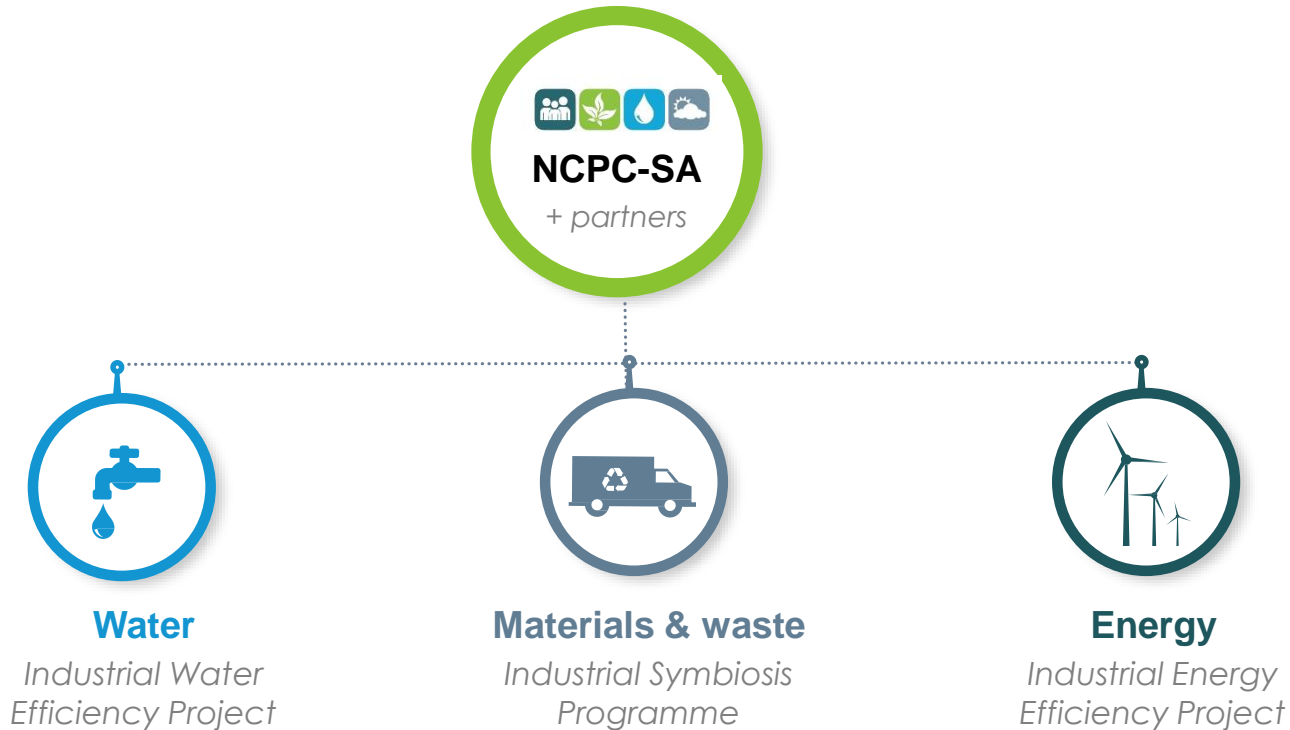 NCPC-SA
+ partners
Water
Industrial Water
Efficiency Project
Materials & waste
Industrial Symbiosis
Programme
Energy
Industrial Energy
Efficiency Project